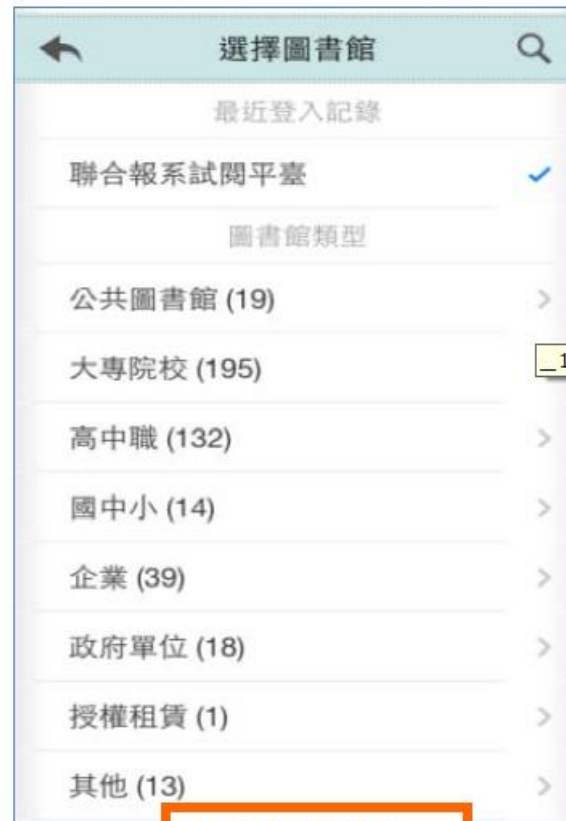 選擇圖書館
最近登入記錄
聯合報系試閱平臺
圖書館類型
公共圖書館 (19)
大專院校 (195)
_1
高中職 (132)
國中小 (14)
企業 (39)
政府單位 (18)
授權租賃 (1)
其他 (13)